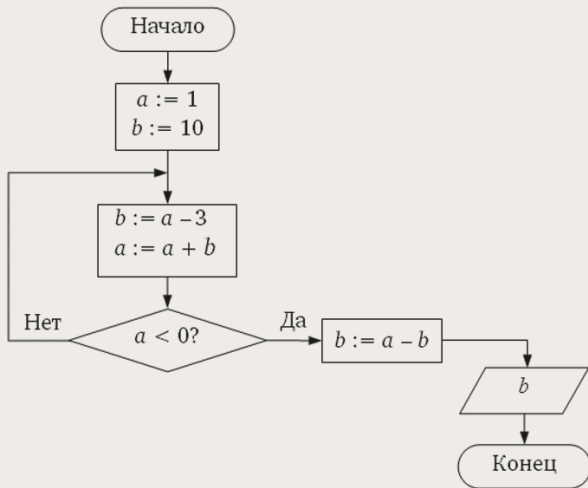 Начало
a := 1
b := 10
b := a – 3
a := a + b
Нет
a < 0?
Да
b := a – b
b
Конец